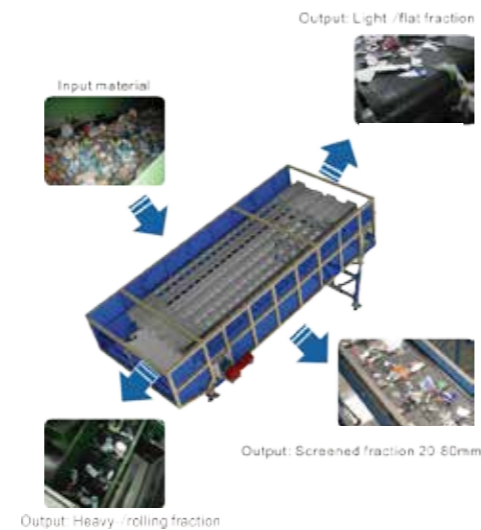 Output: Light-/flat fraction
Input material
Output: Screened fraction 20-80mm
Output: Heavy-/rolling fraction